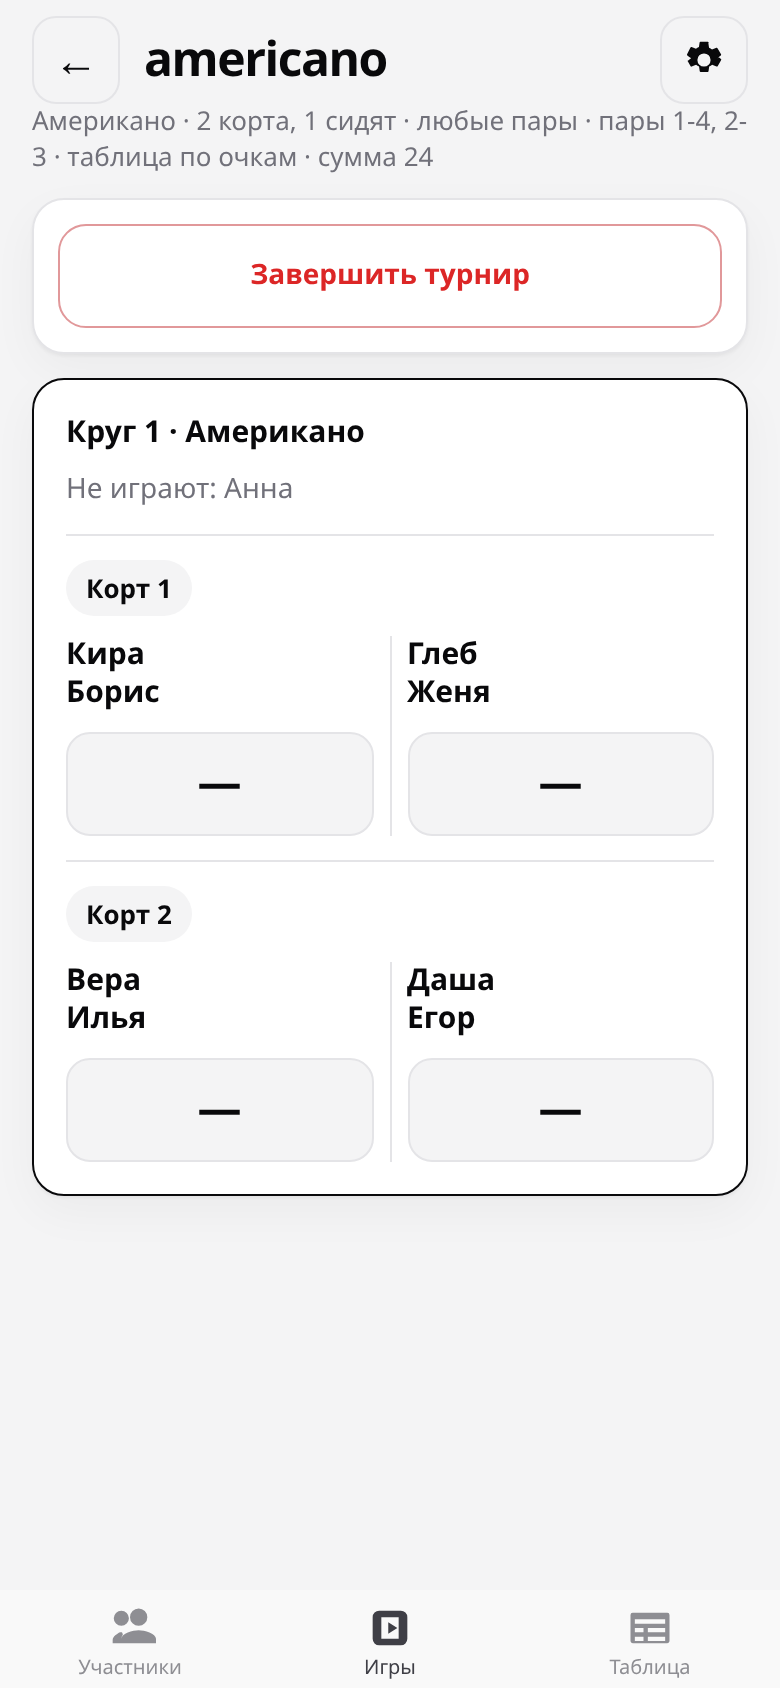 ← americano
Американо · 2 корта, 1 сидят · любые пары · пары 1-4, 2-
3 · таблица по очкам · сумма 24
Завершить турнир
Круг 1 · Американо
Не играют: Анна
Корт 1
Кира
Борис
Глеб
Женя
— —
Корт 2
Вера
Илья
Даша
Егор
— —
Участники
Игры
Таблица